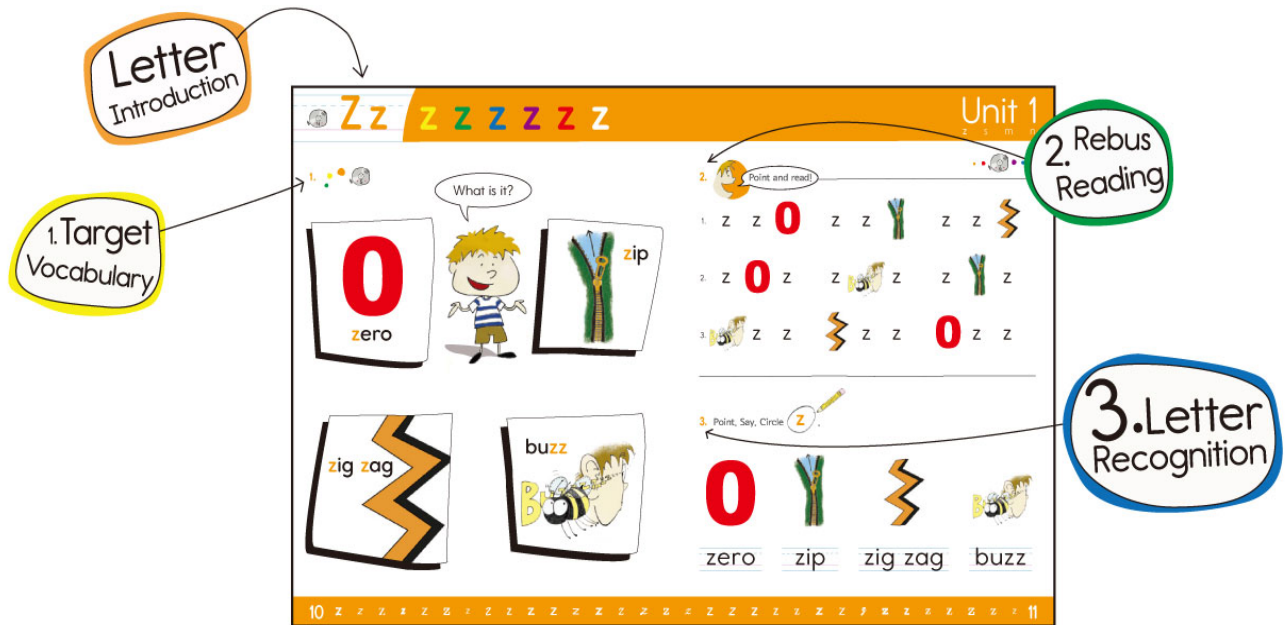 Letter
Introduction
Zz z z z z z z
Unit 1
z s m n
1.
What is it?
zero
zip
zig zag
buzz
B
2. Point and read!
1. z z 0 z z z z
2. z 0 z z z z z
3. z z z z 0 z z
3. Point, Say, Circle z .
0
zero zip zig zag buzz
10 z z z z z z z z z z z z z z z z z z z z z z z z z z z z z z z z 11
1. Target
Vocabulary
2. Rebus
Reading
3. Letter
Recognition